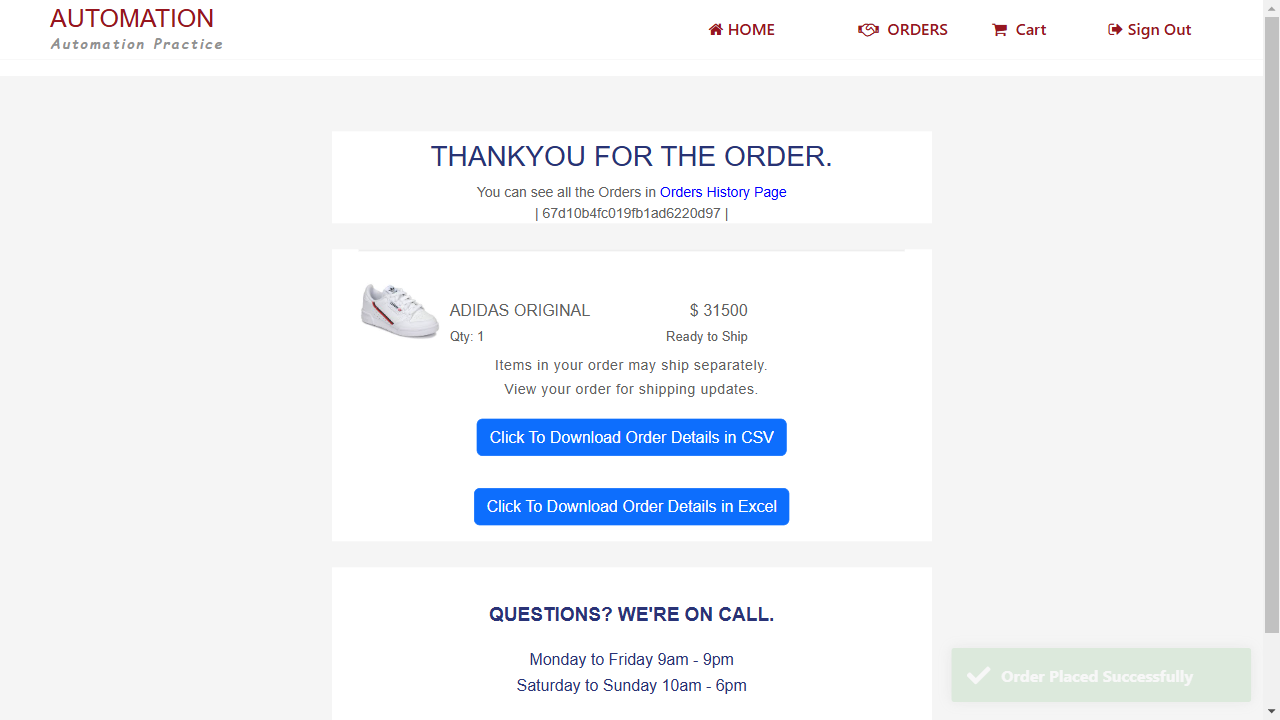 AUTOMATION
Automation Practice
HOME
ORDERS
Cart
Sign Out
THANKYOU FOR THE ORDER.
You can see all the Orders in Orders History Page
| 67d10b4fc019fb1ad6220d97 |
ADIDAS ORIGINAL
$ 31500
Qty: 1
Ready to Ship
Items in your order may ship separately.
View your order for shipping updates.
Click To Download Order Details in CSV
Click To Download Order Details in Excel
QUESTIONS? WE'RE ON CALL.
Monday to Friday 9am - 9pm
Saturday to Sunday 10am - 6pm
Order Placed Successfully